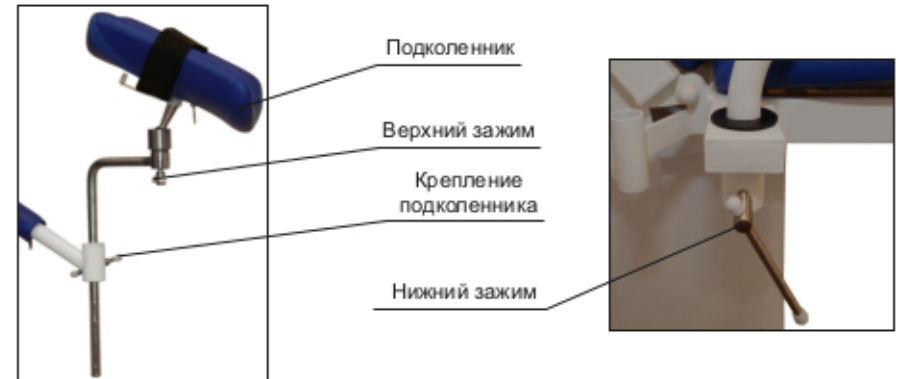 Подколенник
Верхний зажим
Крепление
подколенника
Нижний зажим